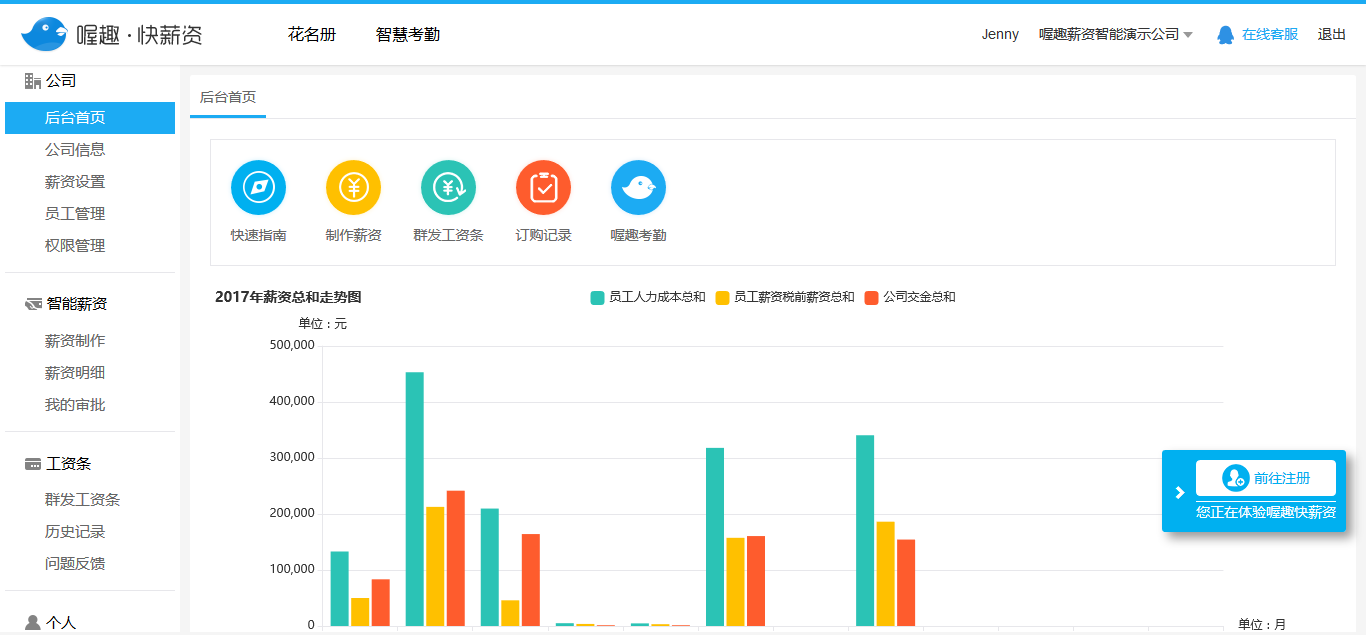 喔趣·快薪资
花名册
智慧考勤
Jenny
喔趣薪资智能演示公司
在线客服
退出
公司
后台首页
公司信息
薪资设置
员工管理
权限管理
智能薪资
薪资制作
薪资明细
我的审批
工资条
群发工资条
历史记录
问题反馈
个人
后台首页
快速指南
制作薪资
群发工资条
订购记录
喔趣考勤
2017年薪资总和走势图
员工人力成本总和
员工薪资税前薪资总和
公司交金总和
单位：元
500,000
400,000
300,000
200,000
100,000
0
单位：月
前往注册
您正在体验喔趣快薪资